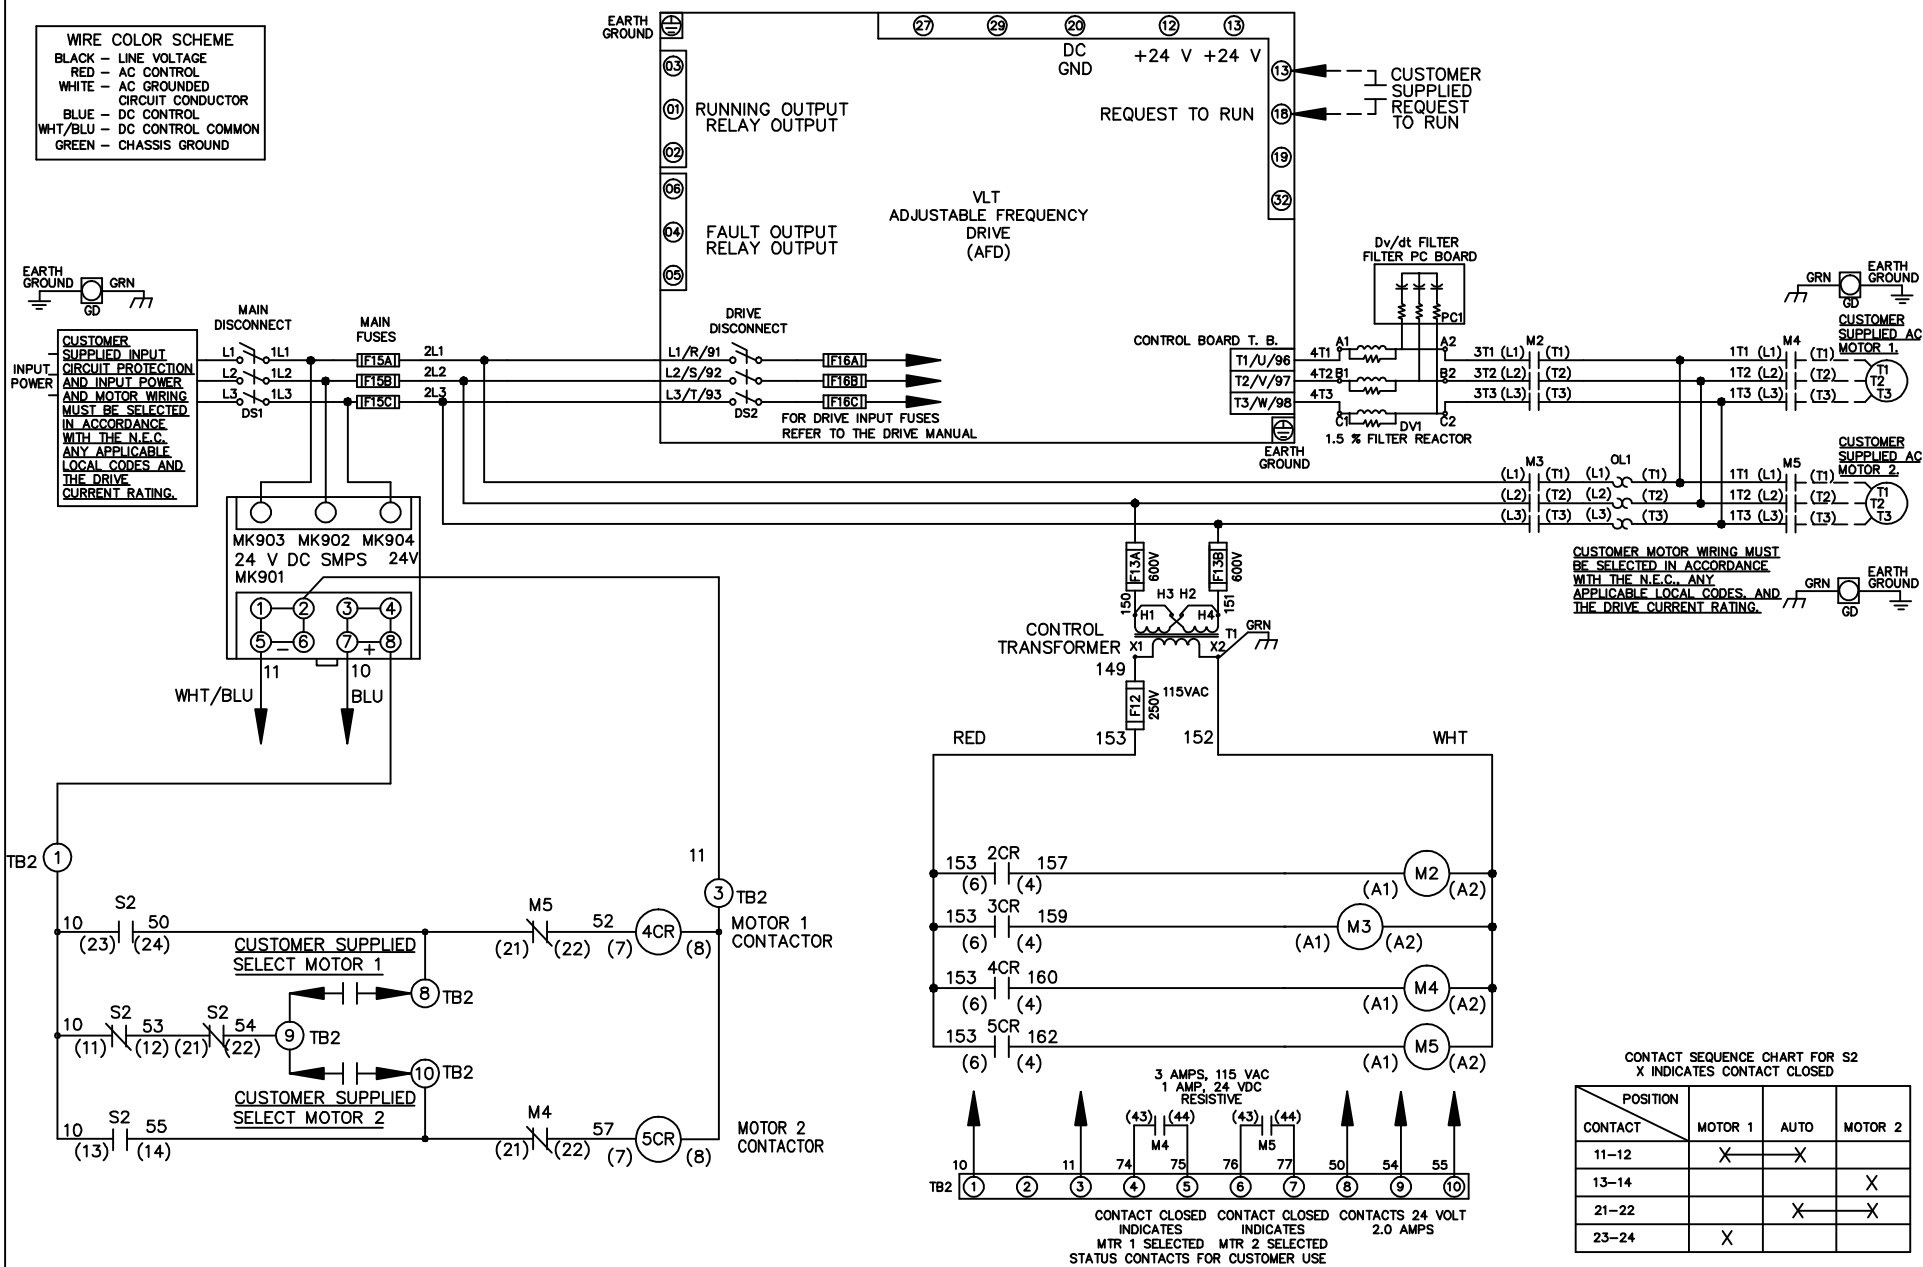 WIRE COLOR SCHEME
BLACK – LINE VOLTAGE
RED – AC CONTROL
WHITE – AC GROUNDED
CIRCUIT CONDUCTOR
BLUE – DC CONTROL
WHT/BLU – DC CONTROL COMMON
GREEN – CHASSIS GROUND
EARTH
GROUND
27 29 20 12 13
DC
GND
+24 V +24 V
03
01
02
RUNNING OUTPUT
RELAY OUTPUT
06
04
05
FAULT OUTPUT
RELAY OUTPUT
VLT
ADJUSTABLE FREQUENCY
DRIVE
(AFD)
REQUEST TO RUN
13
18
19
32
CUSTOMER
SUPPLIED
REQUEST
TO RUN
Dv/dt FILTER
FILTER PC BOARD
PC1
EARTH
GROUND
GRN
GD
INPUT
POWER
CUSTOMER
SUPPLIED INPUT
CIRCUIT PROTECTION
AND INPUT POWER
AND MOTOR WIRING
MUST BE SELECTED
IN ACCORDANCE
WITH THE N.E.C.
ANY APPLICABLE
LOCAL CODES AND
THE DRIVE
CURRENT RATING.
MAIN
DISCONNECT
MAIN
FUSES
L1 1L1 F15A 2L1
L2 1L2 F15B 2L2
L3 1L3 F15C 2L3
DS1
DRIVE
DISCONNECT
L1/R/91 F16A
L2/S/92 F16B
L3/T/93 F16C
DS2
FOR DRIVE INPUT FUSES
REFER TO THE DRIVE MANUAL
CONTROL BOARD T. B.
T1/U/96
T2/V/97
T3/W/98
EARTH
GROUND
4T1 A1 A2
4T2 B1 B2
4T3 C1 C2
DV1
1.5 % FILTER REACTOR
M2
3T1 (L1) (T1)
3T2 (L2) (T2)
3T3 (L3) (T3)
GRN
GD
EARTH
GROUND
CUSTOMER
SUPPLIED AC
MOTOR 1.
M4
1T1 (L1) (T1) T1
1T2 (L2) (T2) T2
1T3 (L3) (T3) T3
CUSTOMER
SUPPLIED AC
MOTOR 2.
M3 OL1 M5
(L1) (T1) (L1) (T1) 1T1 (L1) (T1) T1
(L2) (T2) (L2) (T2) 1T2 (L2) (T2) T2
(L3) (T3) (L3) (T3) 1T3 (L3) (T3) T3
CUSTOMER MOTOR WIRING MUST
BE SELECTED IN ACCORDANCE
WITH THE N.E.C., ANY
APPLICABLE LOCAL CODES, AND
THE DRIVE CURRENT RATING.
GRN
GD
EARTH
GROUND
MK903 MK902 MK904
24 V DC SMPS 24V
MK901
1 2 3 4
5 – 6 7 + 8
11 10
WHT/BLU BLU
F13A 600V F13B 600V
150 H3 H2 151
H1 H4
CONTROL
TRANSFORMER
X1 X2 T1 GRN
149
F12 250V 115VAC
153 152
RED WHT
TB2 1
11
3 TB2
S2 M5
10 50 52 4CR
(23) (24) (21) (22) (7) (8)
MOTOR 1
CONTACTOR
CUSTOMER SUPPLIED
SELECT MOTOR 1
8 TB2
S2 S2
10 53 54
(11) (12) (21) (22)
9 TB2
10 TB2
CUSTOMER SUPPLIED
SELECT MOTOR 2
S2 M4
10 55 57 5CR
(13) (14) (21) (22) (7) (8)
MOTOR 2
CONTACTOR
153 2CR 157 M2
(6) (4) (A1) (A2)
153 3CR 159 M3
(6) (4) (A1) (A2)
153 4CR 160 M4
(6) (4) (A1) (A2)
153 5CR 162 M5
(6) (4) (A1) (A2)
3 AMPS, 115 VAC
1 AMP, 24 VDC
RESISTIVE
(43) (44) (43) (44)
M4 M5
10 11 74 75 76 77 50 54 55
TB2 1 2 3 4 5 6 7 8 9 10
CONTACT CLOSED
INDICATES
MTR 1 SELECTED
CONTACT CLOSED
INDICATES
MTR 2 SELECTED
STATUS CONTACTS FOR CUSTOMER USE
CONTACTS 24 VOLT
2.0 AMPS
CONTACT SEQUENCE CHART FOR S2
X INDICATES CONTACT CLOSED
POSITION
CONTACT MOTOR 1 AUTO MOTOR 2
11–12 X X
13–14 X
21–22 X X
23–24 X